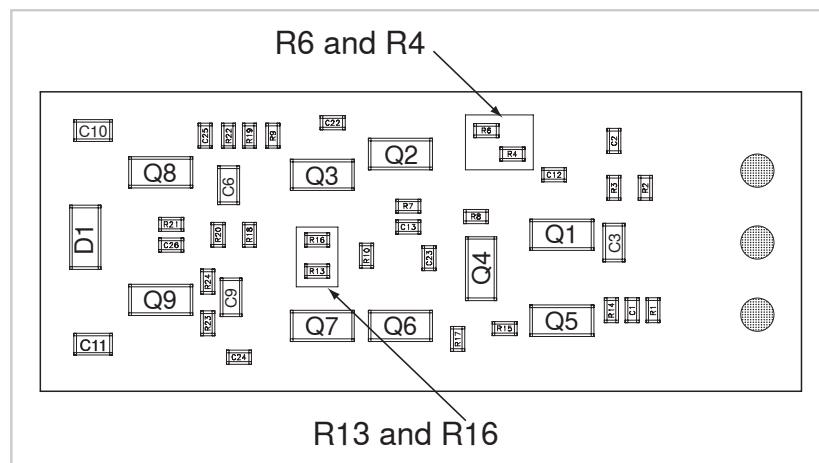 R6 and R4
C10
C25
R22
R19
R9
C22
Q8
C6
Q3
Q2
R6
R4
C12
C2
R3
R2
D1
R21
C26
R20
R18
R16
R13
R10
R7
C13
C23
R8
Q4
Q1
C3
Q9
R24
R23
C9
Q7
Q6
R17
R15
Q5
R14
C1
R1
C11
C24
R13 and R16